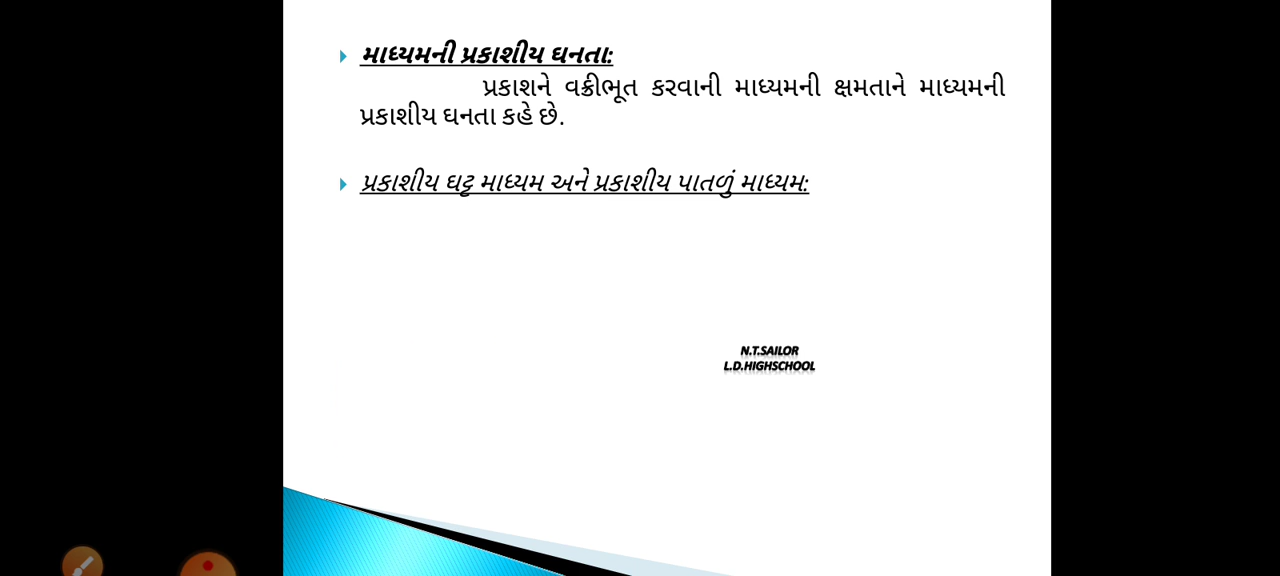 માધ્યમની પ્રકાશીય ઘનતા:
પ્રકાશને વક્રીભૂત કરવાની માધ્યમની ક્ષમતાને માધ્યમની
પ્રકાશીય ઘનતા કહે છે.
પ્રકાશીય ઘટ્ટ માધ્યમ અને પ્રકાશીય પાતળું માધ્યમ:
N.T.SAILOR
L.D.HIGHSCHOOL